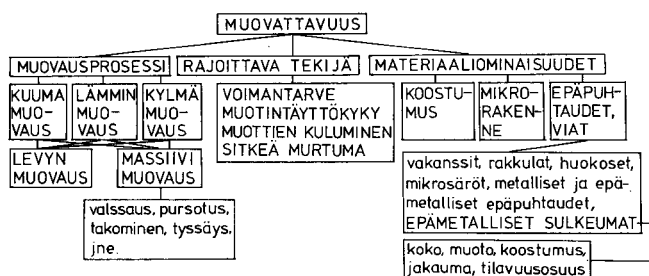 MUOVATTAVUUS
MUOVAUSPROSESSI
RAJOITTAVA TEKIJÄ
MATERIAALIOMINAISUUDET
KUUMA
MUO-
VAUS
LÄMMIN
MUO-
VAUS
KYLMÄ
MUO-
VAUS
VOIMANTARVE
MUOTINTÄYTTÖKYKY
MUOTTIEN KULUMINEN
SITKEÄ MURTUMA
KOOSTU-
MUS
MIKRO-
RAKEN-
NE
EPÄPUH-
TAUDET,
VIAT
LEVYN
MUOVAUS
MASSIIVI
MUOVAUS
valssaus, pursotus,
takominen, tyssäys,
jne.
vakanssit, rakkulat, huokoset,
mikrosäröt, metalliset ja epä-
metalliset epäpuhtaudet,
EPÄMETALLISET SULKEUMAT
koko, muoto, koostumus,
jakauma, tilavuusosuus